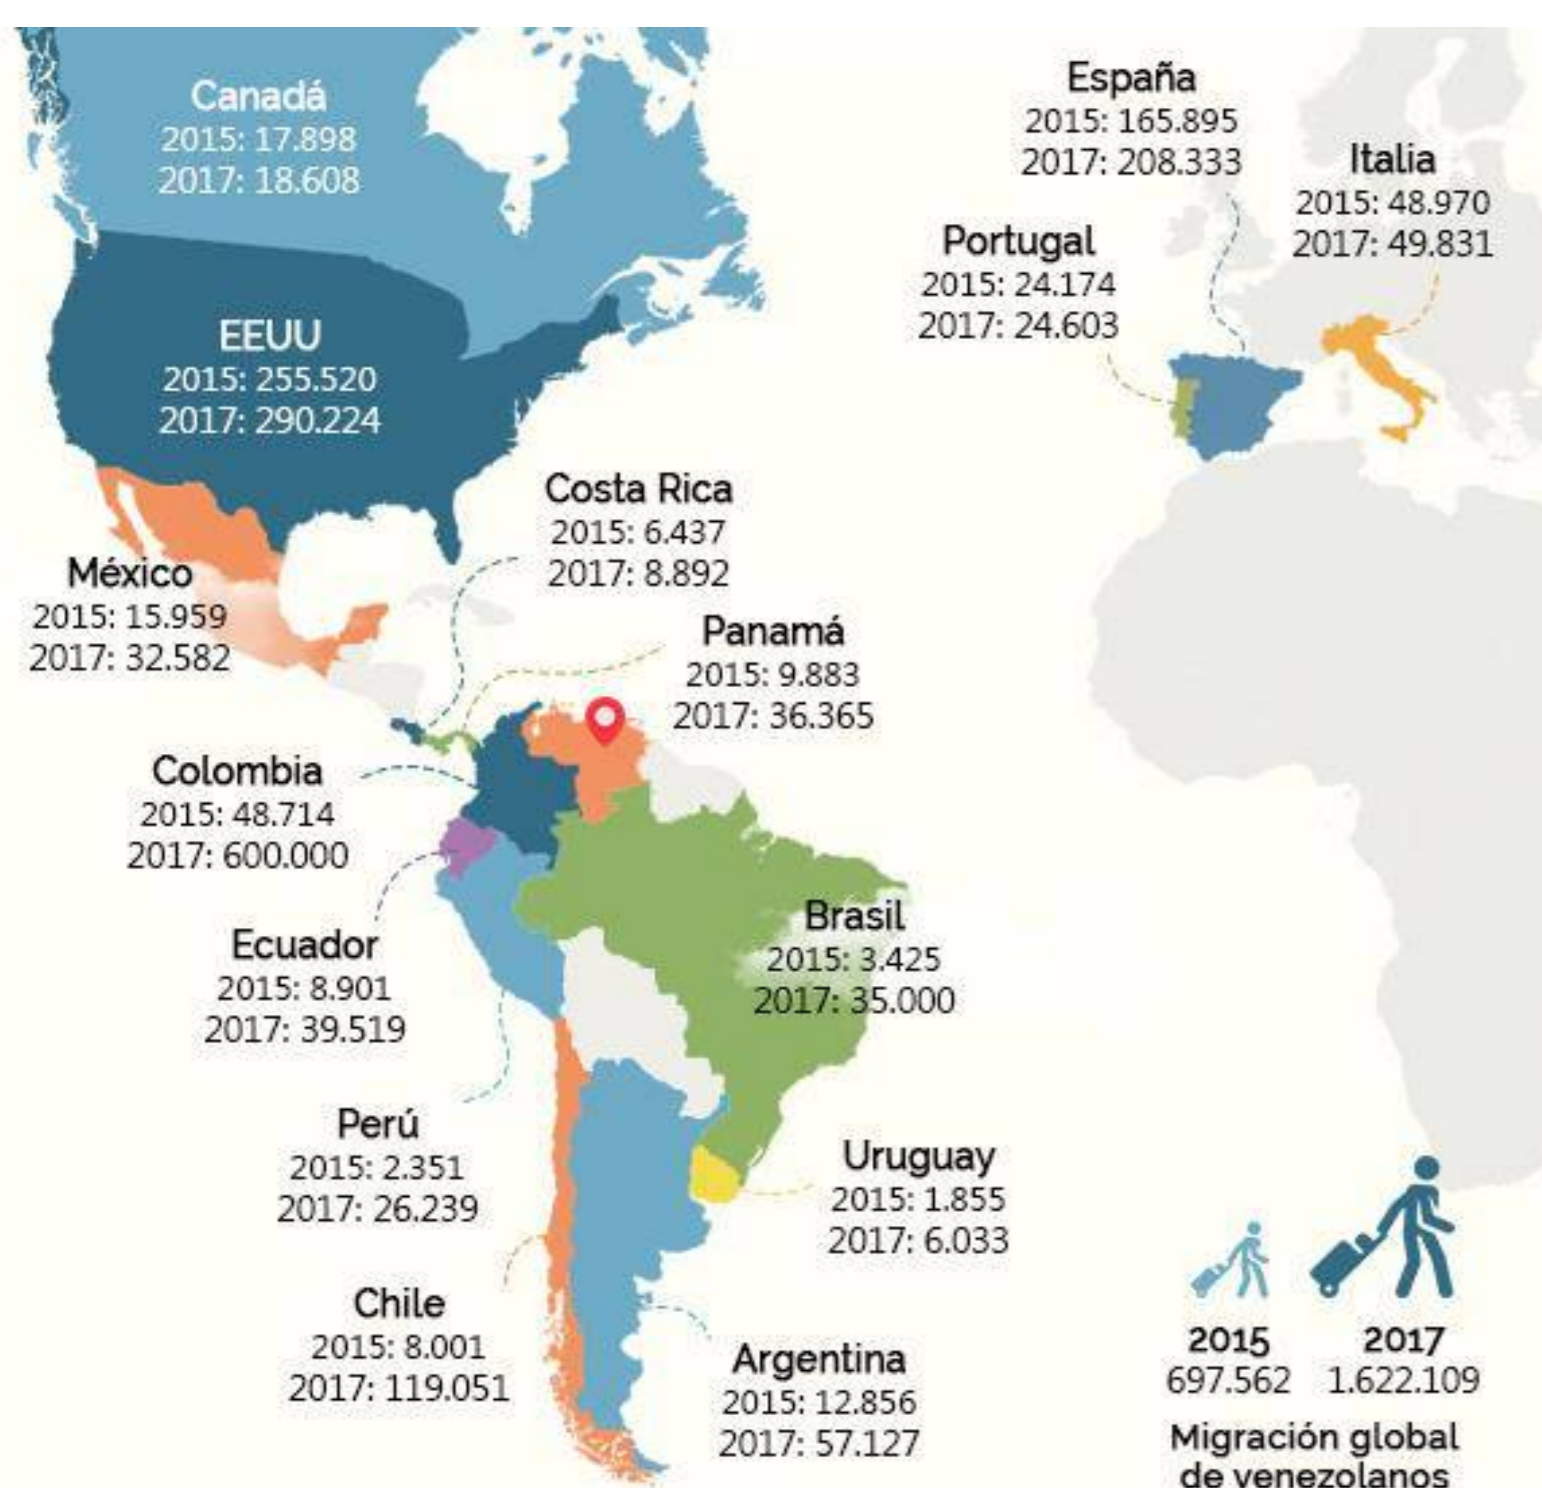 Canadá
2015: 17.898
2017: 18.608
EEUU
2015: 255.520
2017: 290.224
México
2015: 15.959
2017: 32.582
Costa Rica
2015: 6.437
2017: 8.892
Panamá
2015: 9.883
2017: 36.365
Colombia
2015: 48.714
2017: 600.000
Ecuador
2015: 8.901
2017: 39.519
Perú
2015: 2.351
2017: 26.239
Chile
2015: 8.001
2017: 119.051
Brasil
2015: 3.425
2017: 35.000
Uruguay
2015: 1.855
2017: 6.033
Argentina
2015: 12.856
2017: 57.127
España
2015: 165.895
2017: 208.333
Italia
2015: 48.970
2017: 49.831
Portugal
2015: 24.174
2017: 24.603
2015 2017
697.562 1.622.109
Migración global
de venezolanos